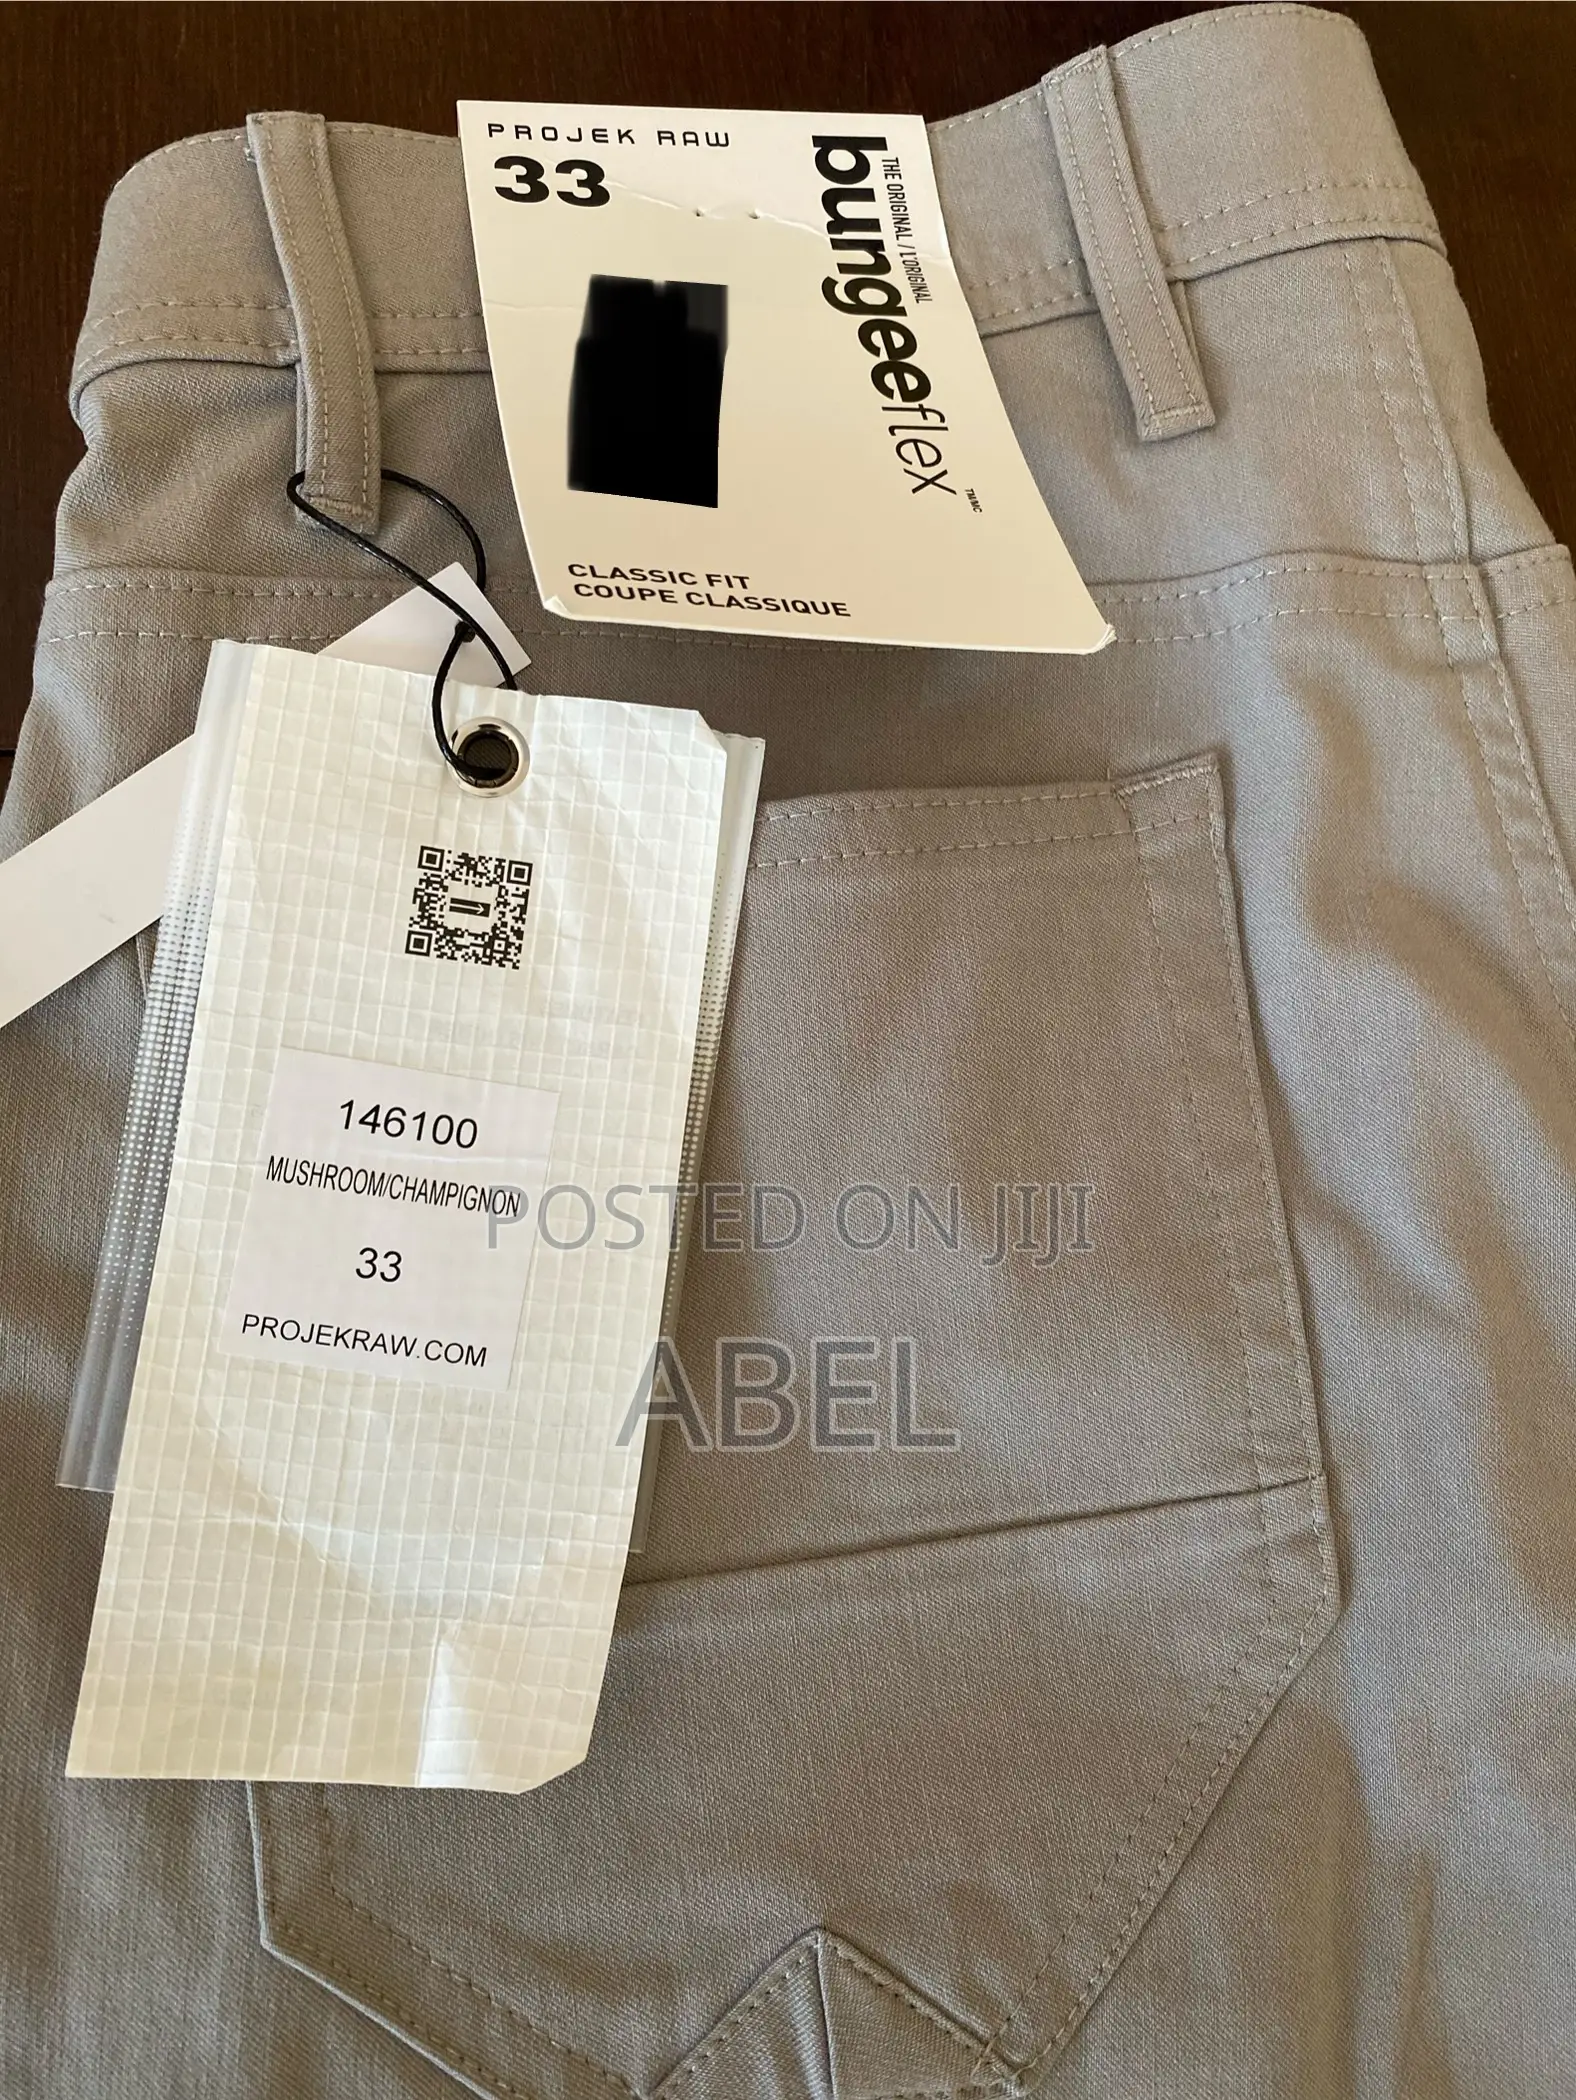 PROJEK RAW
33
THE ORIGINAL / L'ORIGINAL
bungeeflex
TM/MC
CLASSIC FIT
COUPE CLASSIQUE
146100
MUSHROOM/CHAMPIGNON
33
PROJEKRAW.COM
POSTED ON JIJI
ABEL